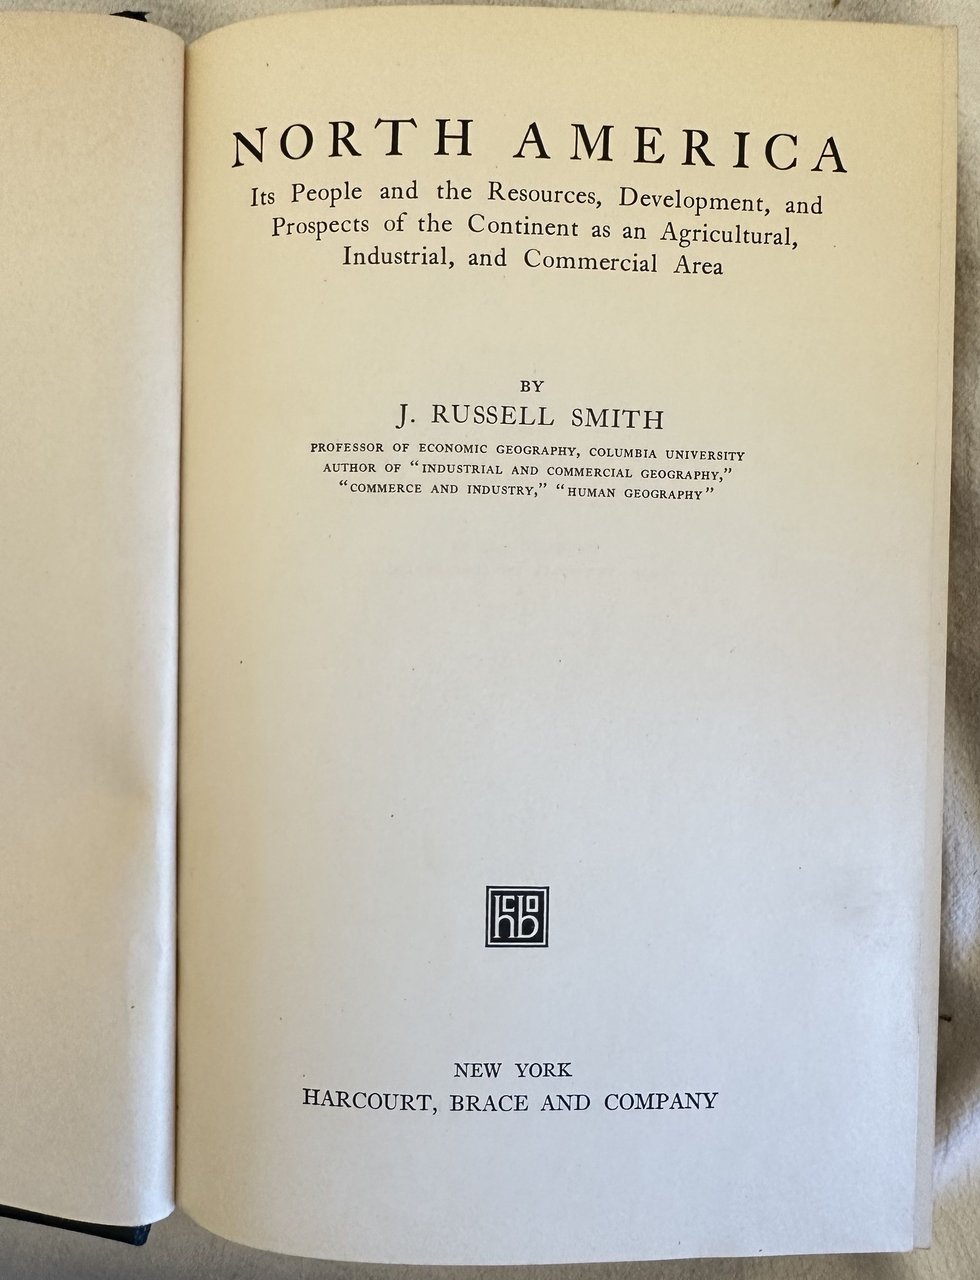 NORTH AMERICA
Its People and the Resources, Development, and
Prospects of the Continent as an Agricultural,
Industrial, and Commercial Area
BY
J. RUSSELL SMITH
PROFESSOR OF ECONOMIC GEOGRAPHY, COLUMBIA UNIVERSITY
AUTHOR OF “INDUSTRIAL AND COMMERCIAL GEOGRAPHY,”
“COMMERCE AND INDUSTRY,” “HUMAN GEOGRAPHY”
hbco
NEW YORK
HARCOURT, BRACE AND COMPANY